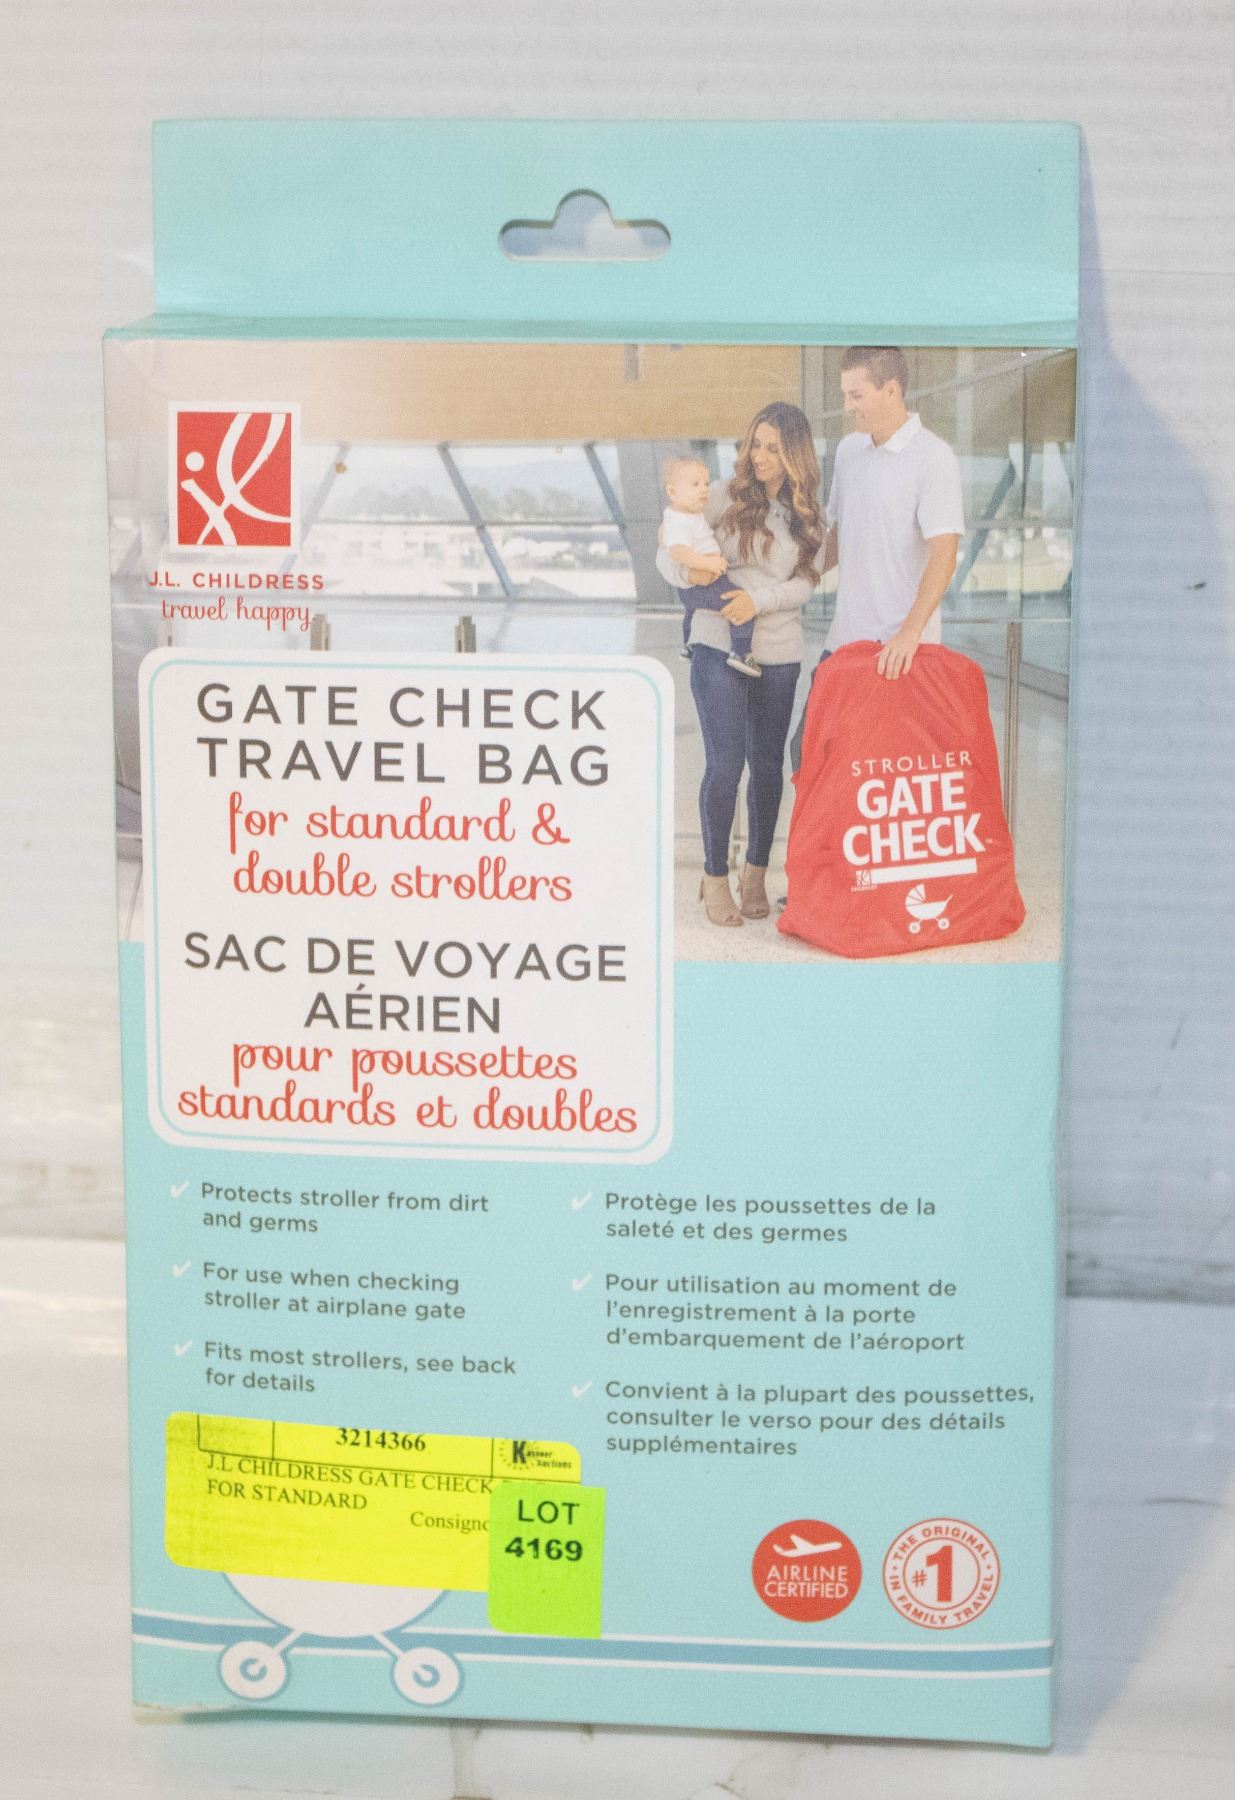 J.L. CHILDRESS
travel happy.
GATE CHECK
TRAVEL BAG
for standard &
double strollers
SAC DE VOYAGE
AÉRIEN
pour poussettes
standards et doubles
STROLLER
GATE
CHECK™
Protects stroller from dirt
and germs
For use when checking
stroller at airplane gate
Fits most strollers, see back
for details
Protège les poussettes de la
saleté et des germes
Pour utilisation au moment de
l'enregistrement à la porte
d'embarquement de l'aéroport
Convient à la plupart des poussettes,
consulter le verso pour des détails
supplémentaires
3214366
Kassner
Auctions
J.L CHILDRESS GATE CHECK
FOR STANDARD
Consigno
LOT
4169
AIRLINE
CERTIFIED
THE ORIGINAL
#1
IN FAMILY TRAVEL